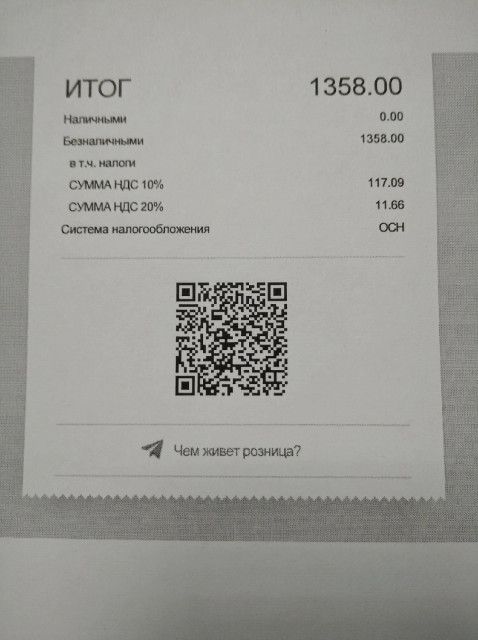 ИТОГ 1358.00
Наличными 0.00
Безналичными 1358.00
в т.ч. налоги
СУММА НДС 10% 117.09
СУММА НДС 20% 11.66
Система налогообложения ОСН
Чем живет розница?